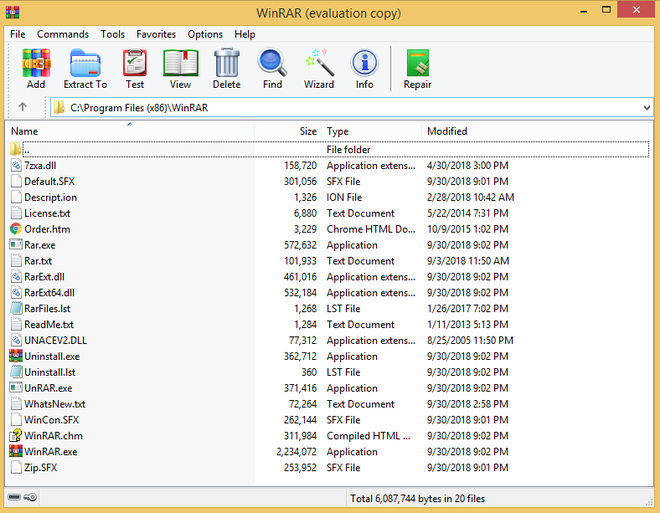 WinRAR (evaluation copy)
File Commands Tools Favorites Options Help
Add Extract To Test View Delete Find Wizard Info Repair
C:\Program Files (x86)\WinRAR
Name Size Type Modified
.. File folder
7zxa.dll 158,720 Application extens... 4/30/2018 3:00 PM
Default.SFX 301,056 SFX File 9/30/2018 9:01 PM
Descript.ion 1,326 ION File 2/28/2018 10:42 AM
License.txt 6,880 Text Document 5/22/2014 7:31 PM
Order.htm 3,229 Chrome HTML Do... 10/9/2015 1:02 PM
Rar.exe 572,632 Application 9/30/2018 9:02 PM
Rar.txt 101,933 Text Document 9/3/2018 11:50 AM
RarExt.dll 461,016 Application extens... 9/30/2018 9:02 PM
RarExt64.dll 532,184 Application extens... 9/30/2018 9:02 PM
RarFiles.lst 1,268 LST File 1/26/2017 7:02 PM
ReadMe.txt 1,284 Text Document 1/11/2013 5:13 PM
UNACEV2.DLL 77,312 Application extens... 8/25/2005 11:50 PM
Uninstall.exe 362,712 Application 9/30/2018 9:02 PM
Uninstall.lst 360 LST File 9/30/2018 9:02 PM
UnRAR.exe 371,416 Application 9/30/2018 9:02 PM
WhatsNew.txt 72,264 Text Document 9/30/2018 2:58 PM
WinCon.SFX 262,144 SFX File 9/30/2018 9:01 PM
WinRAR.chm 311,984 Compiled HTML ... 9/30/2018 9:02 PM
WinRAR.exe 2,234,072 Application 9/30/2018 9:02 PM
Zip.SFX 253,952 SFX File 9/30/2018 9:01 PM
Total 6,087,744 bytes in 20 files